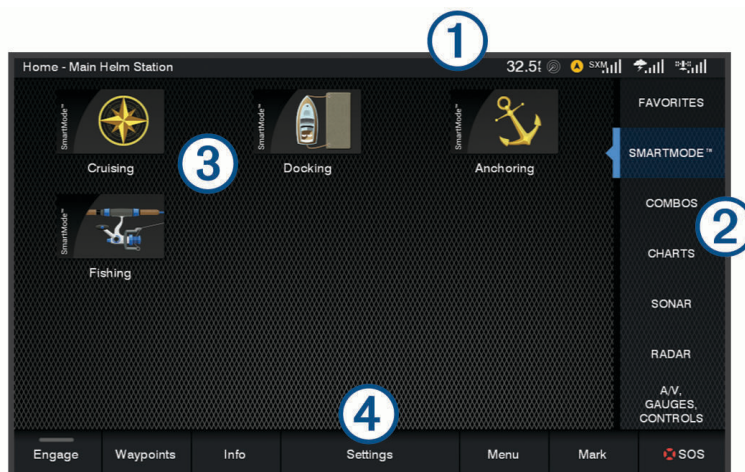 1
Home - Main Helm Station
32.5ft
SXM
FAVORITES
SMARTMODE™
COMBOS
CHARTS
SONAR
RADAR
A/V,
GAUGES,
CONTROLS
2
SmartMode™
Cruising
3
SmartMode™
Docking
SmartMode™
Anchoring
SmartMode™
Fishing
4
Engage
Waypoints
Info
Settings
Menu
Mark
SOS